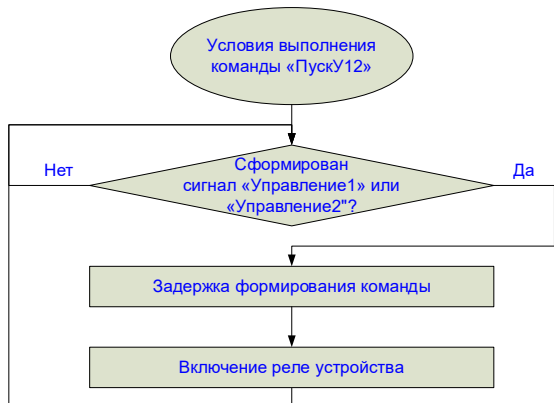 Условия выполнения
команды «ПускУ12»
Нет
Сформирован
сигнал «Управление1» или
«Управление2"?
Да
Задержка формирования команды
Включение реле устройства